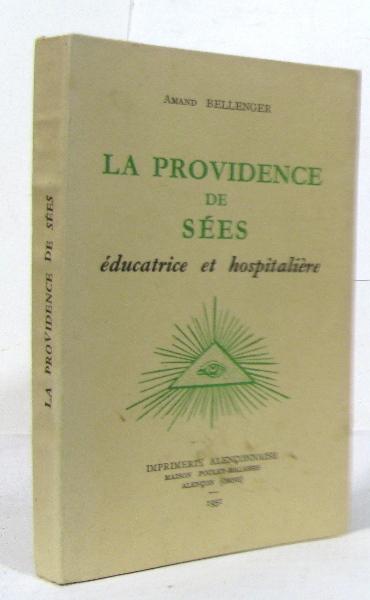 Amand BELLENGER
LA PROVIDENCE
DE
SÉES
éducatrice et hospitalière
IMPRIMERIE ALENÇONNAISE
MAISON POULET-MALASSIS
ALENÇON (ORNE)
—
1951
LA PROVIDENCE DE SÉES